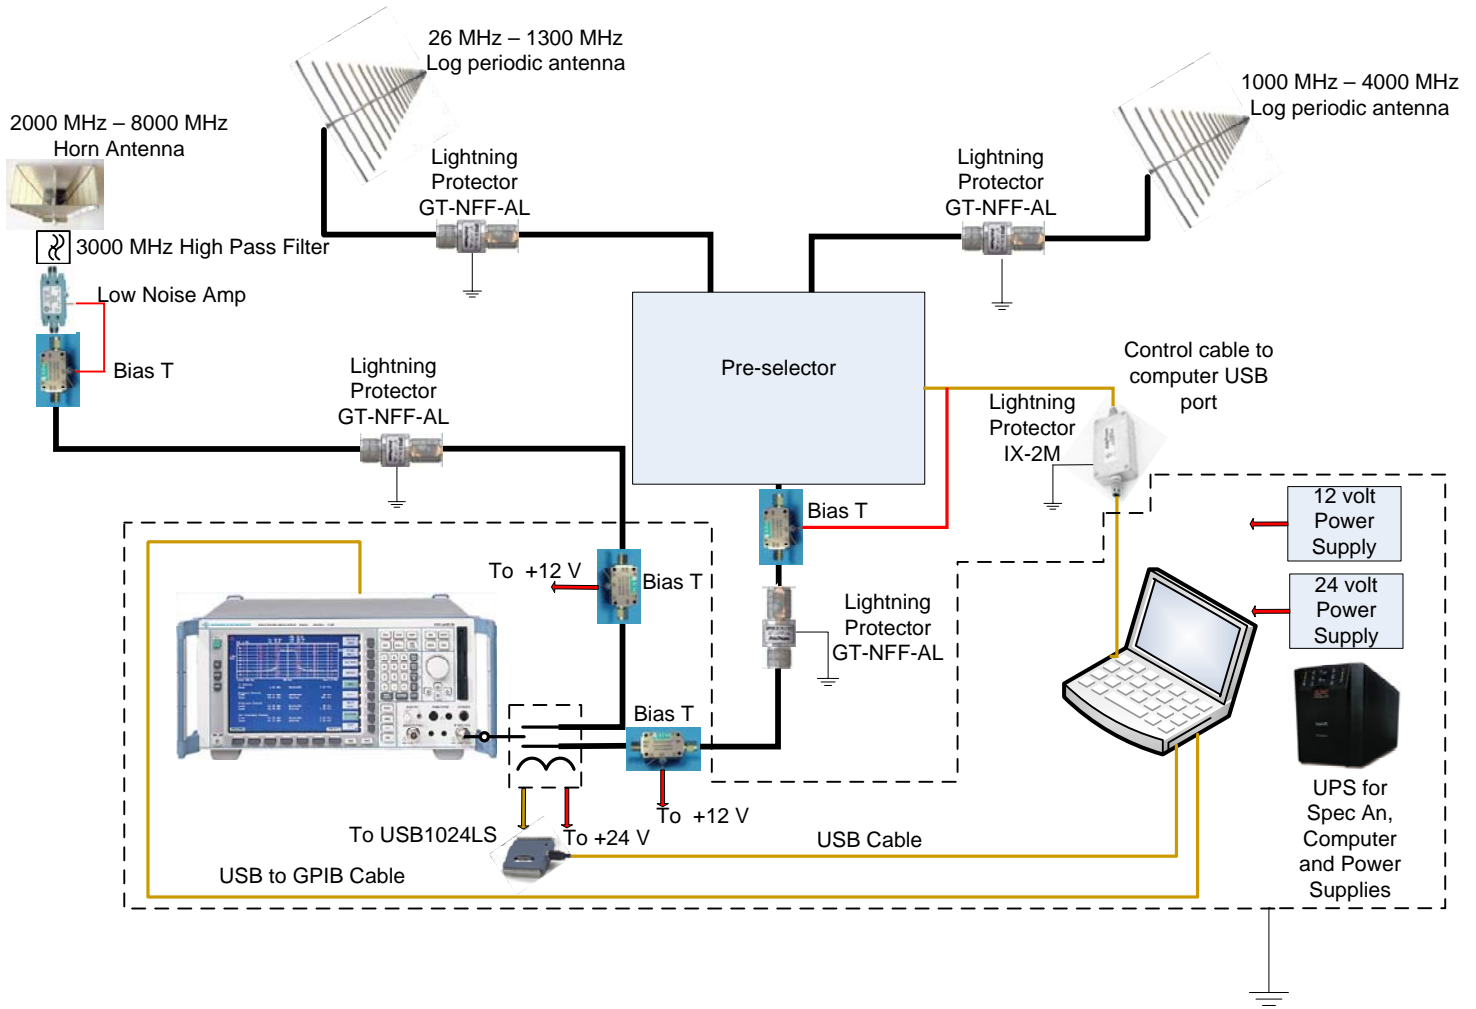 26 MHz – 1300 MHz
Log periodic antenna
1000 MHz – 4000 MHz
Log periodic antenna
2000 MHz – 8000 MHz
Horn Antenna
Lightning
Protector
GT-NFF-AL
Lightning
Protector
GT-NFF-AL
3000 MHz High Pass Filter
Low Noise Amp
Bias T
Lightning
Protector
GT-NFF-AL
Pre-selector
Control cable to
computer USB
port
Lightning
Protector
IX-2M
Bias T
12 volt
Power
Supply
To +12 V
Bias T
24 volt
Power
Supply
Lightning
Protector
GT-NFF-AL
Bias T
To +12 V
To USB1024LS
To +24 V
USB Cable
USB to GPIB Cable
UPS for
Spec An,
Computer
and Power
Supplies